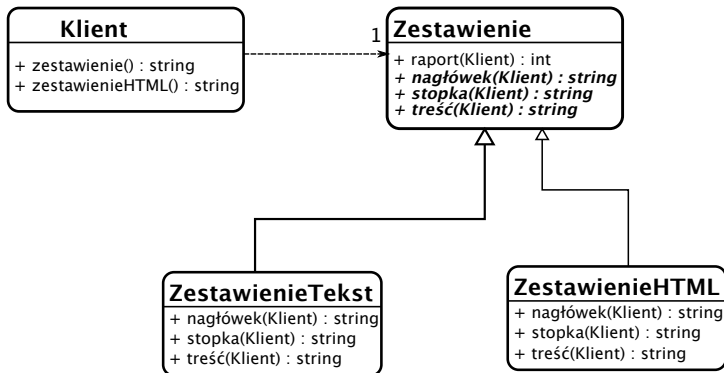 Klient
+ zestawienie() : string
+ zestawienieHTML() : string
1
Zestawienie
+ raport(Klient) : int
+ nagłówek(Klient) : string
+ stopka(Klient) : string
+ treść(Klient) : string
ZestawienieTekst
+ nagłówek(Klient) : string
+ stopka(Klient) : string
+ treść(Klient) : string
ZestawienieHTML
+ nagłówek(Klient) : string
+ stopka(Klient) : string
+ treść(Klient) : string